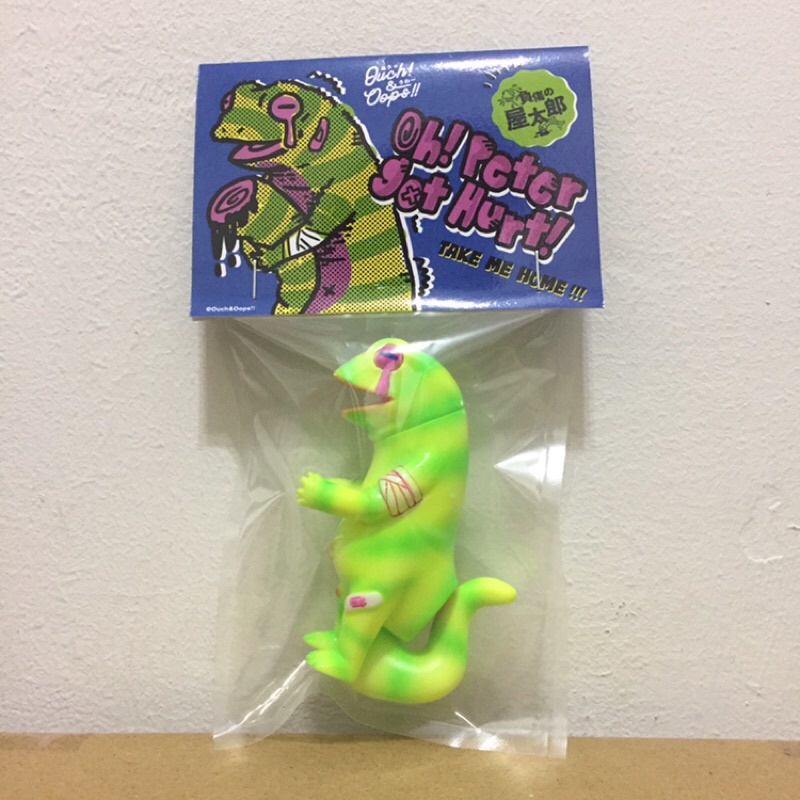 Ouch!
&
Oops!!
負傷の
屋太郎
Oh! Peter
got Hurt!
TAKE ME HOME !!!
©Ouch&Oops!!